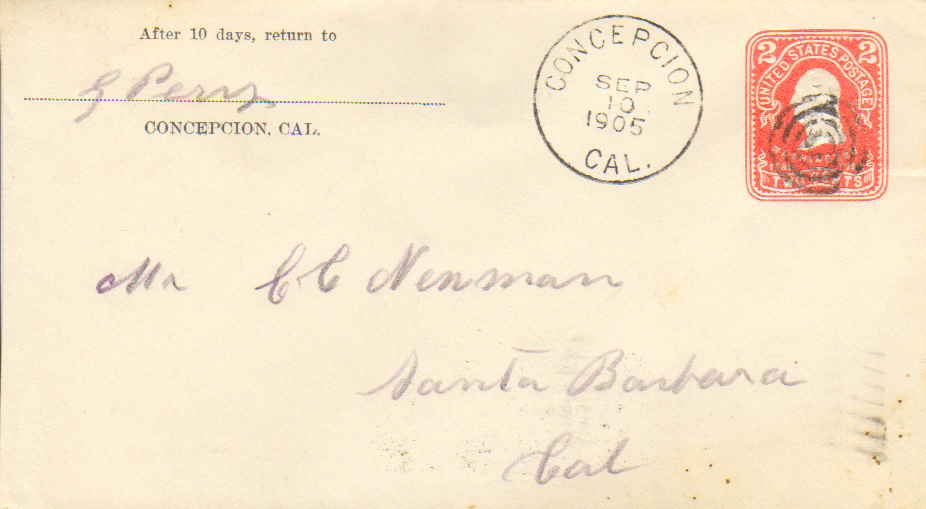 After 10 days, return to
G Perry
CONCEPCION, CAL.
CONCEPCION
SEP
10
1905
CAL.
2 2
UNITED STATES POSTAGE
Mr C C Newman
Santa Barbara
Cal